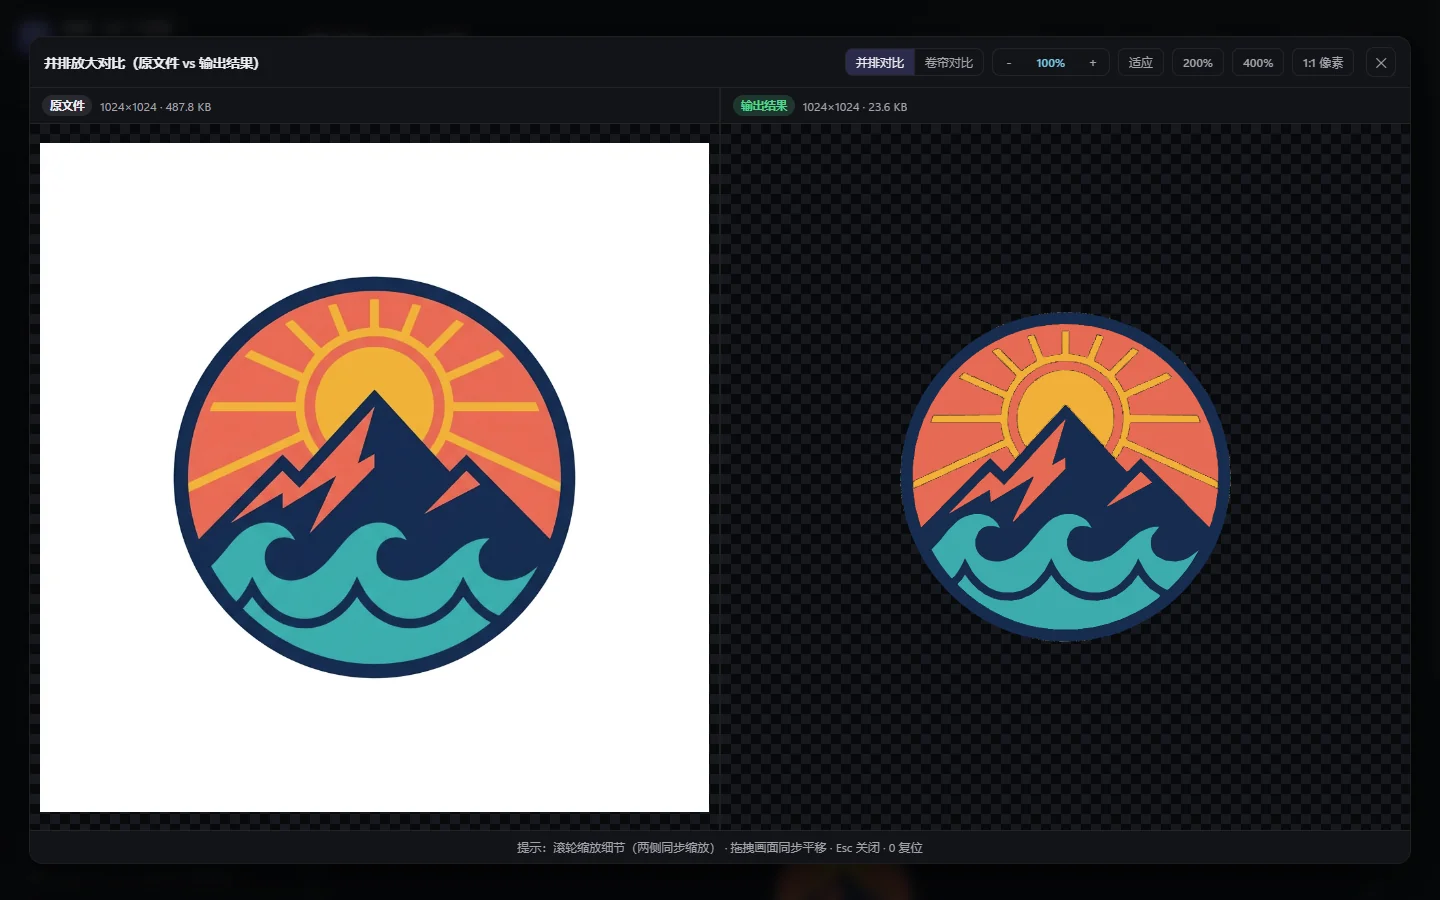 并排放大对比（原文件 vs 输出结果）
并排对比 卷帘对比 - 100% + 适应 200% 400% 1:1 像素 ×
原文件 1024×1024 · 487.8 KB
输出结果 1024×1024 · 23.6 KB
提示：滚轮缩放细节（两侧同步缩放） · 拖拽画面同步平移 · Esc 关闭 · 0 复位